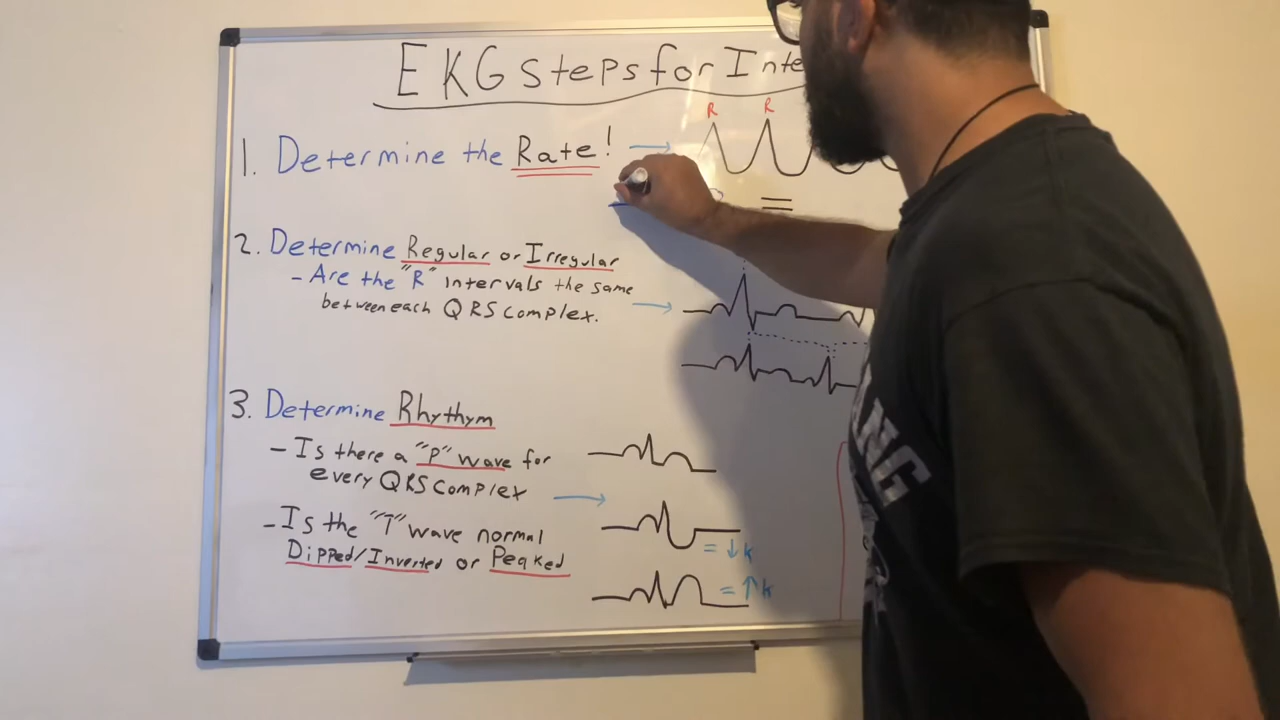 EKG steps for Inte
R R
1. Determine the Rate!
=
2. Determine Regular or Irregular
- Are the "R" intervals the same
between each QRS complex.
3. Determine Rhythm
- Is there a "P" wave for
every QRS complex
- Is the "T" wave normal
Dipped/Inverted or Peaked
= ↓k
= ↑k
NG